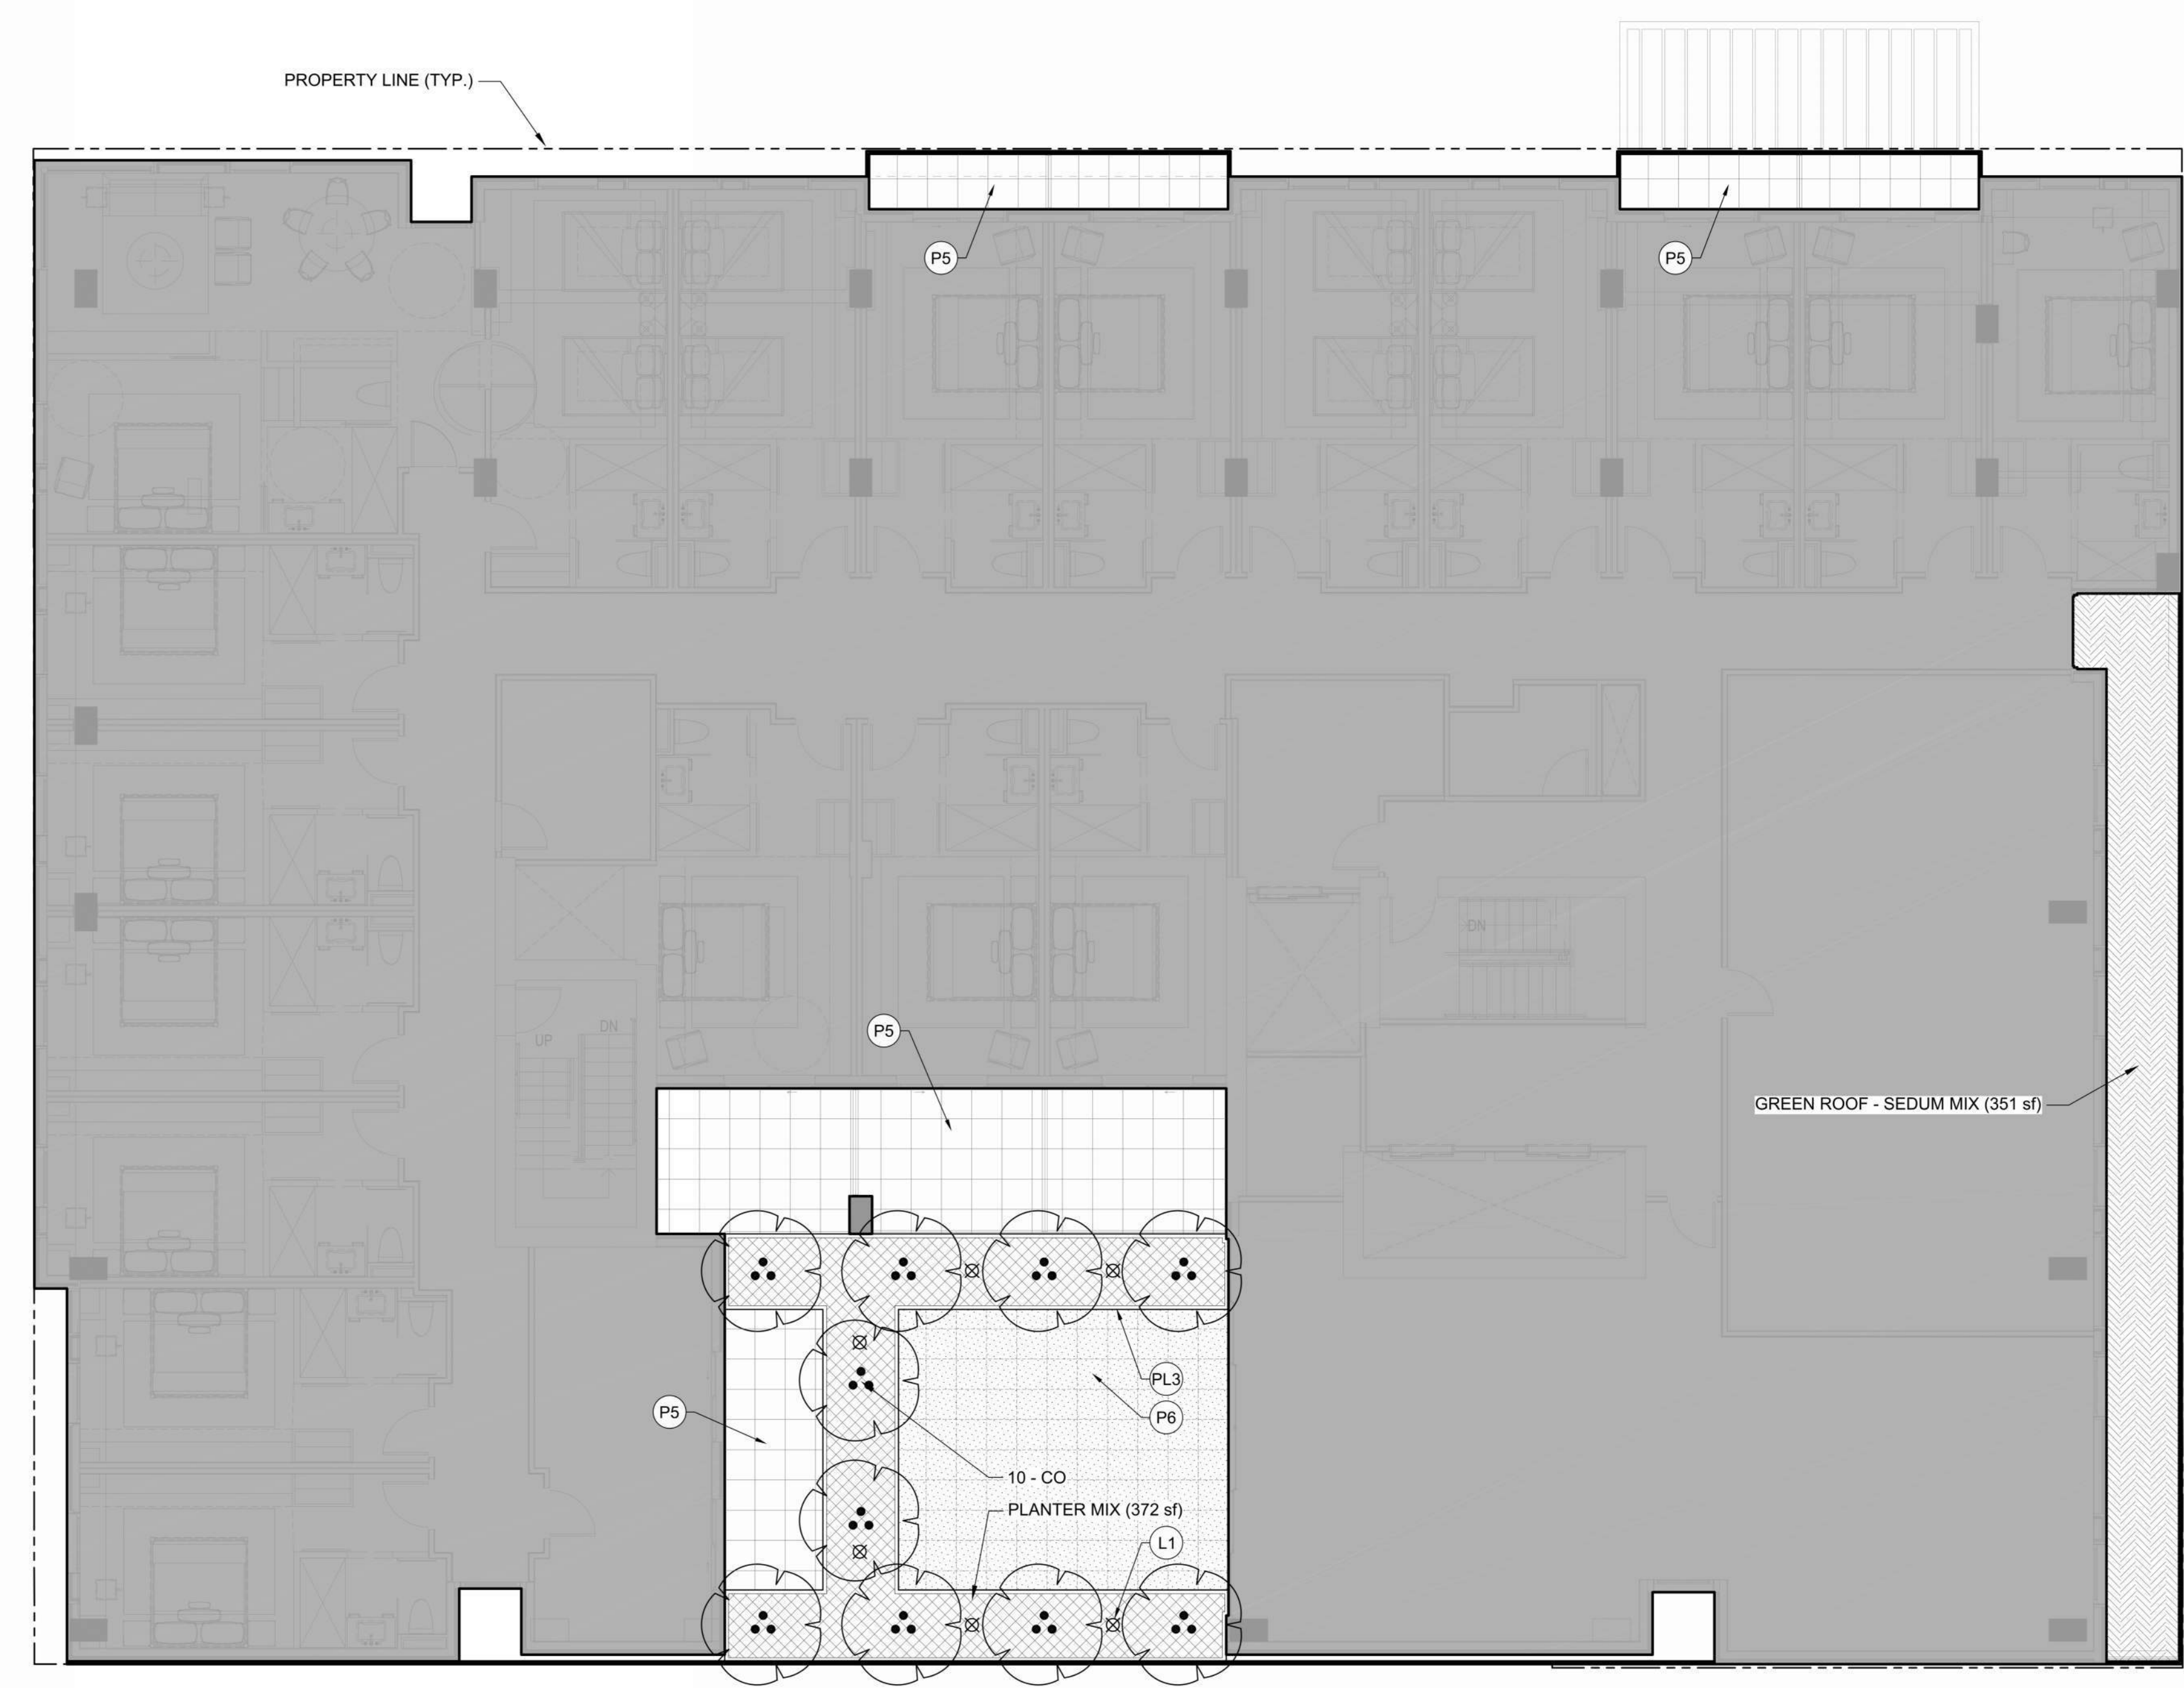 PROPERTY LINE (TYP.)
P5
P5
DN
P5
UP
DN
GREEN ROOF - SEDUM MIX (351 sf)
PL3
P5
P6
10 - CO
PLANTER MIX (372 sf)
L1